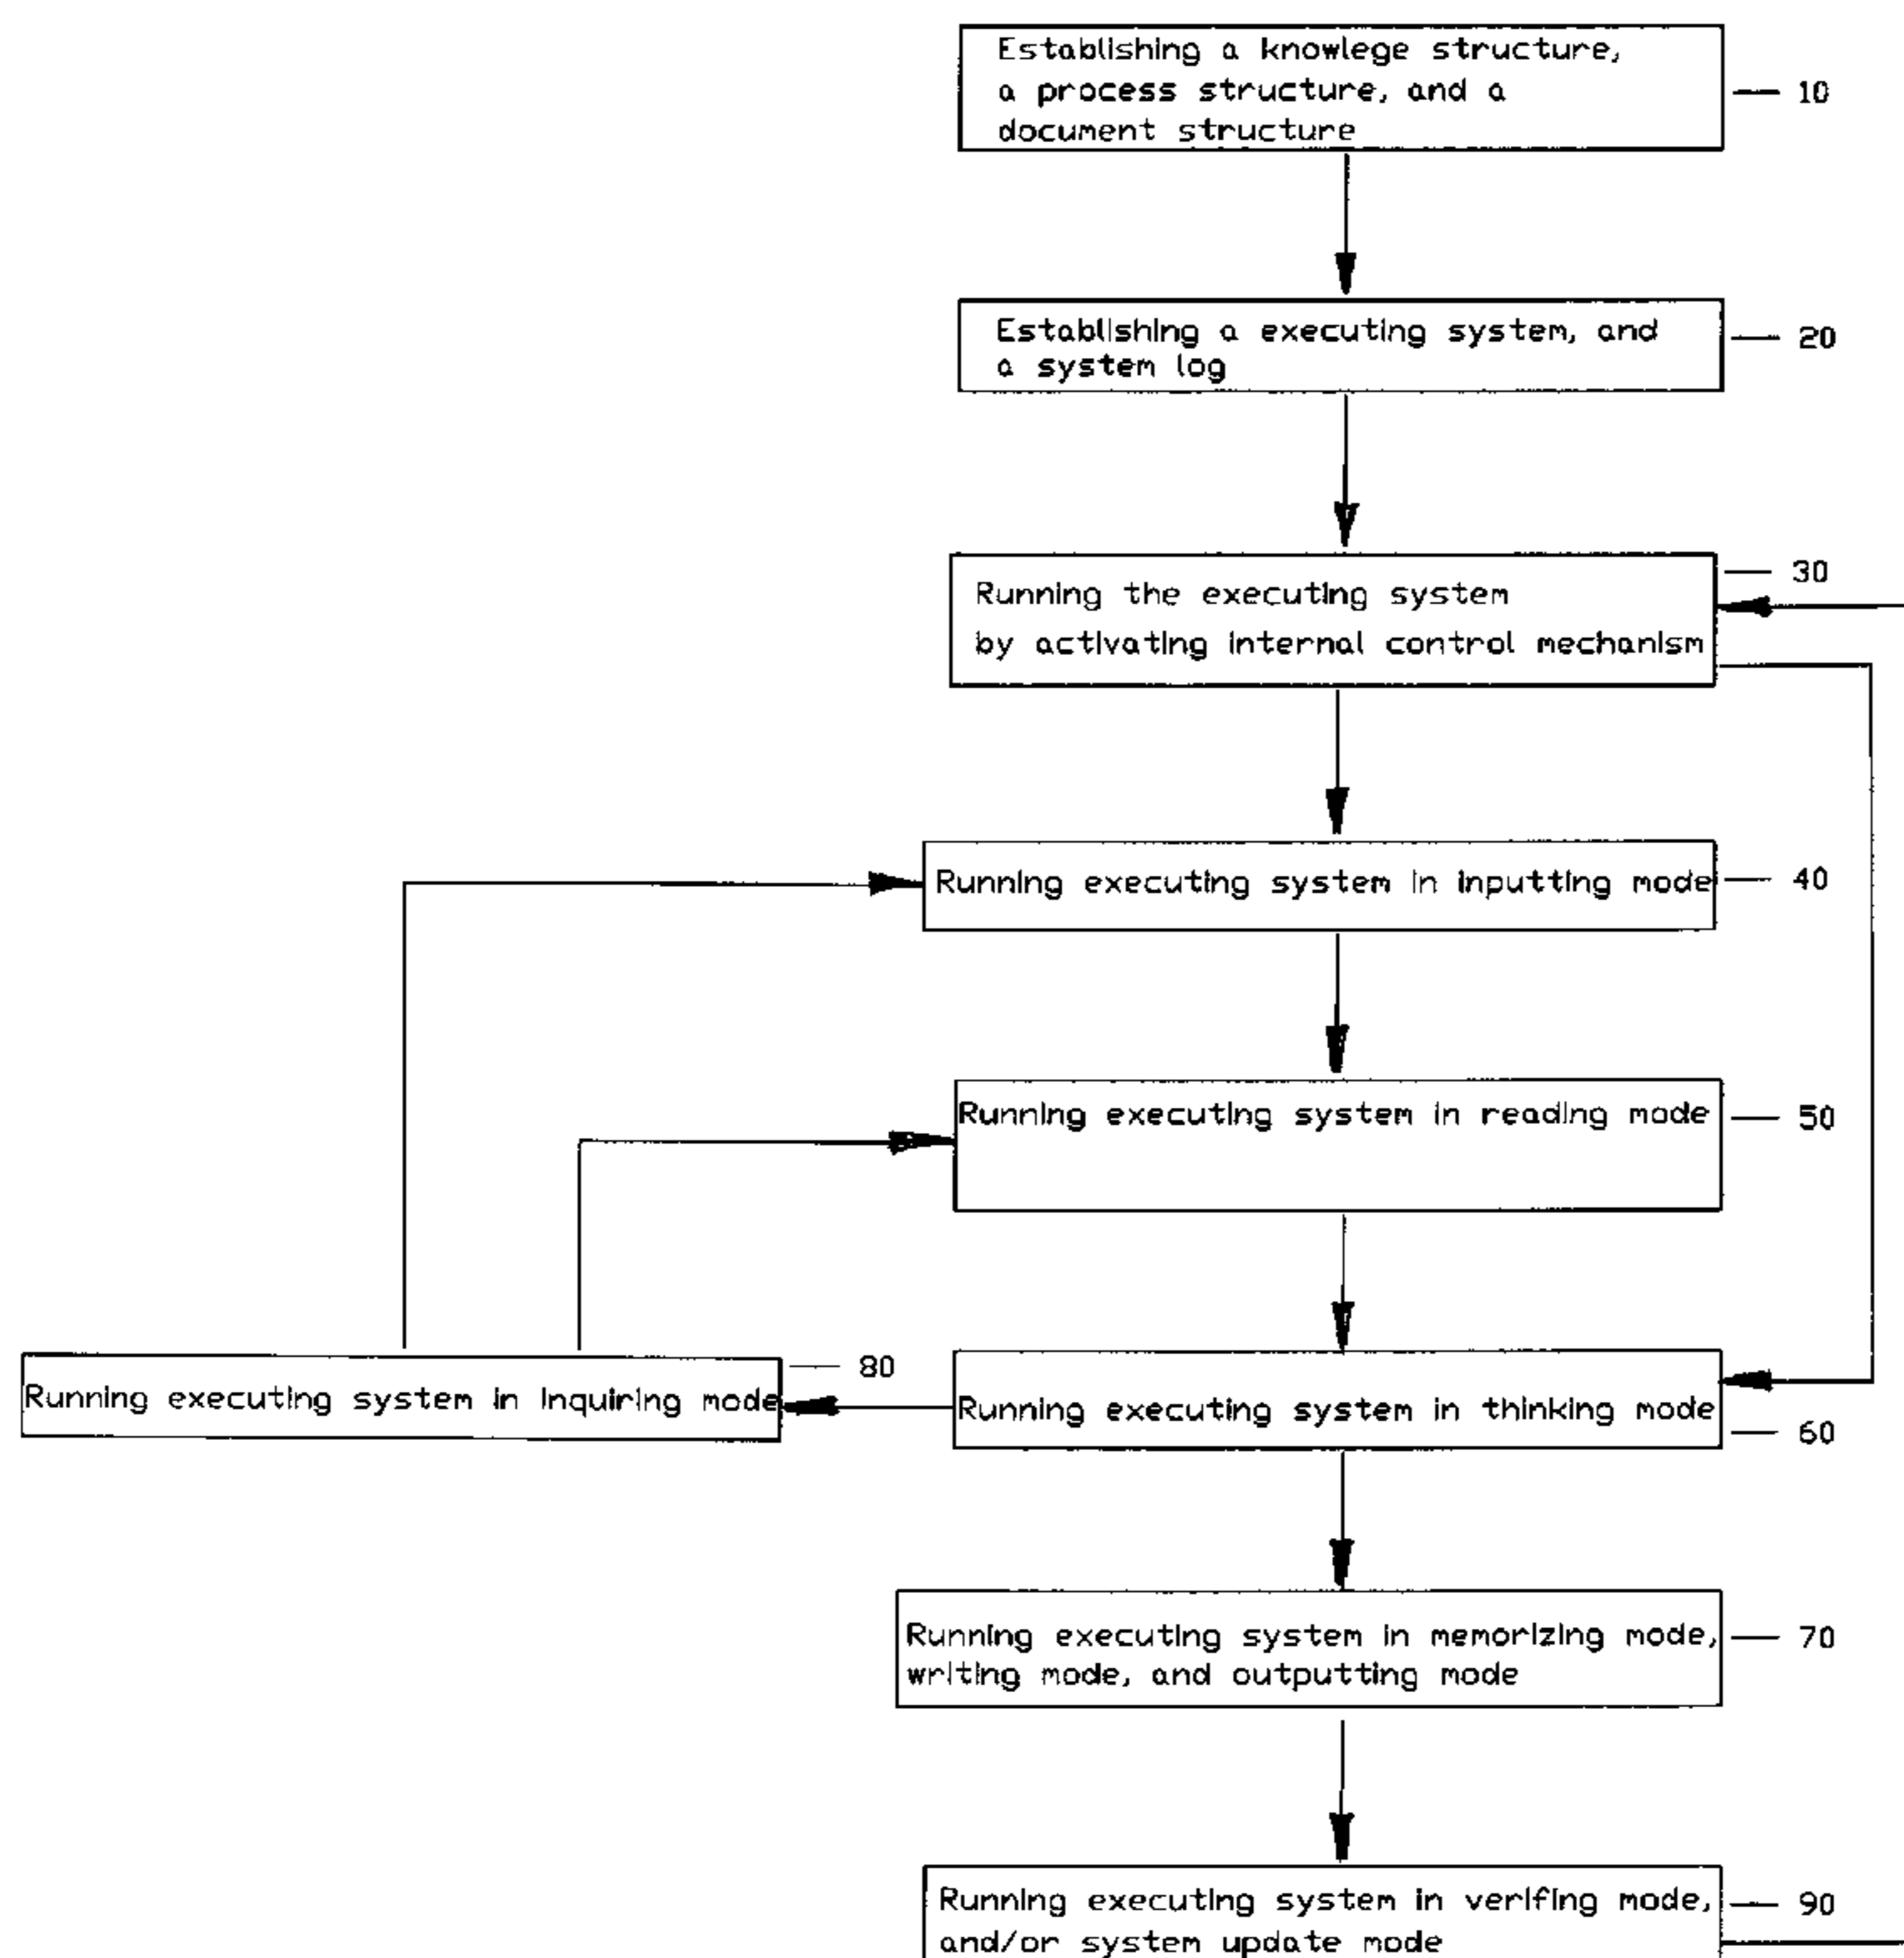 Establishing a knowlege structure,
a process structure, and a
document structure
10
Establishing a executing system, and
a system log
20
30
Running the executing system
by activating internal control mechanism
Running executing system in inputting mode
40
Running executing system in reading mode
50
80
Running executing system in inquiring mode
Running executing system in thinking mode
60
Running executing system in memorizing mode,
writing mode, and outputting mode
70
Running executing system in verifing mode,
and/or system update mode
90